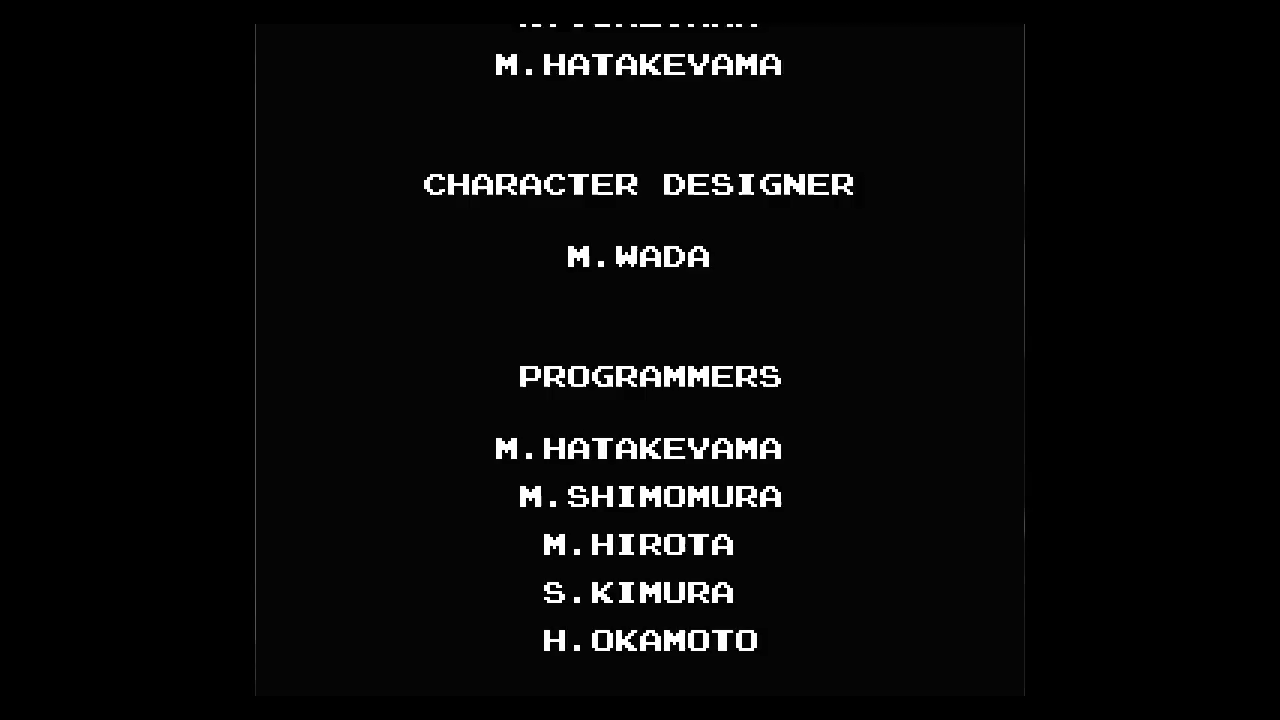 M.HATAKEYAMA
CHARACTER DESIGNER
M.WADA
PROGRAMMERS
M.HATAKEYAMA
M.SHIMOMURA
M.HIROTA
S.KIMURA
H.OKAMOTO